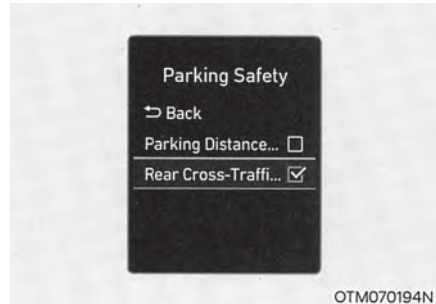 Parking Safety
Back
Parking Distance...
Rear Cross-Traffi...
OTM070194N